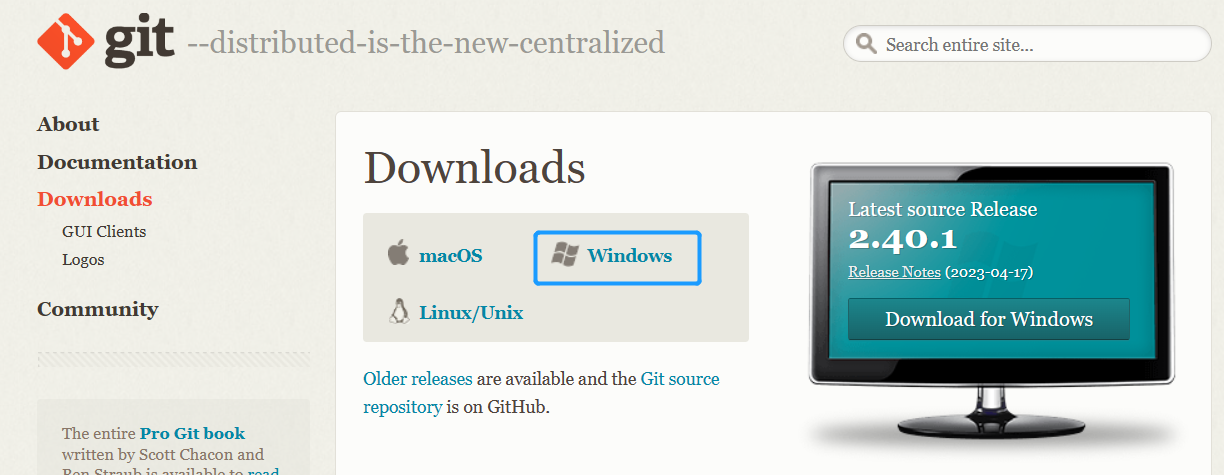 git --distributed-is-the-new-centralized
Search entire site...
About
Documentation
Downloads
GUI Clients
Logos
Community
The entire Pro Git book
written by Scott Chacon and
Ben Straub is available to read
Downloads
macOS
Windows
Linux/Unix
Older releases are available and the Git source
repository is on GitHub.
Latest source Release
2.40.1
Release Notes (2023-04-17)
Download for Windows